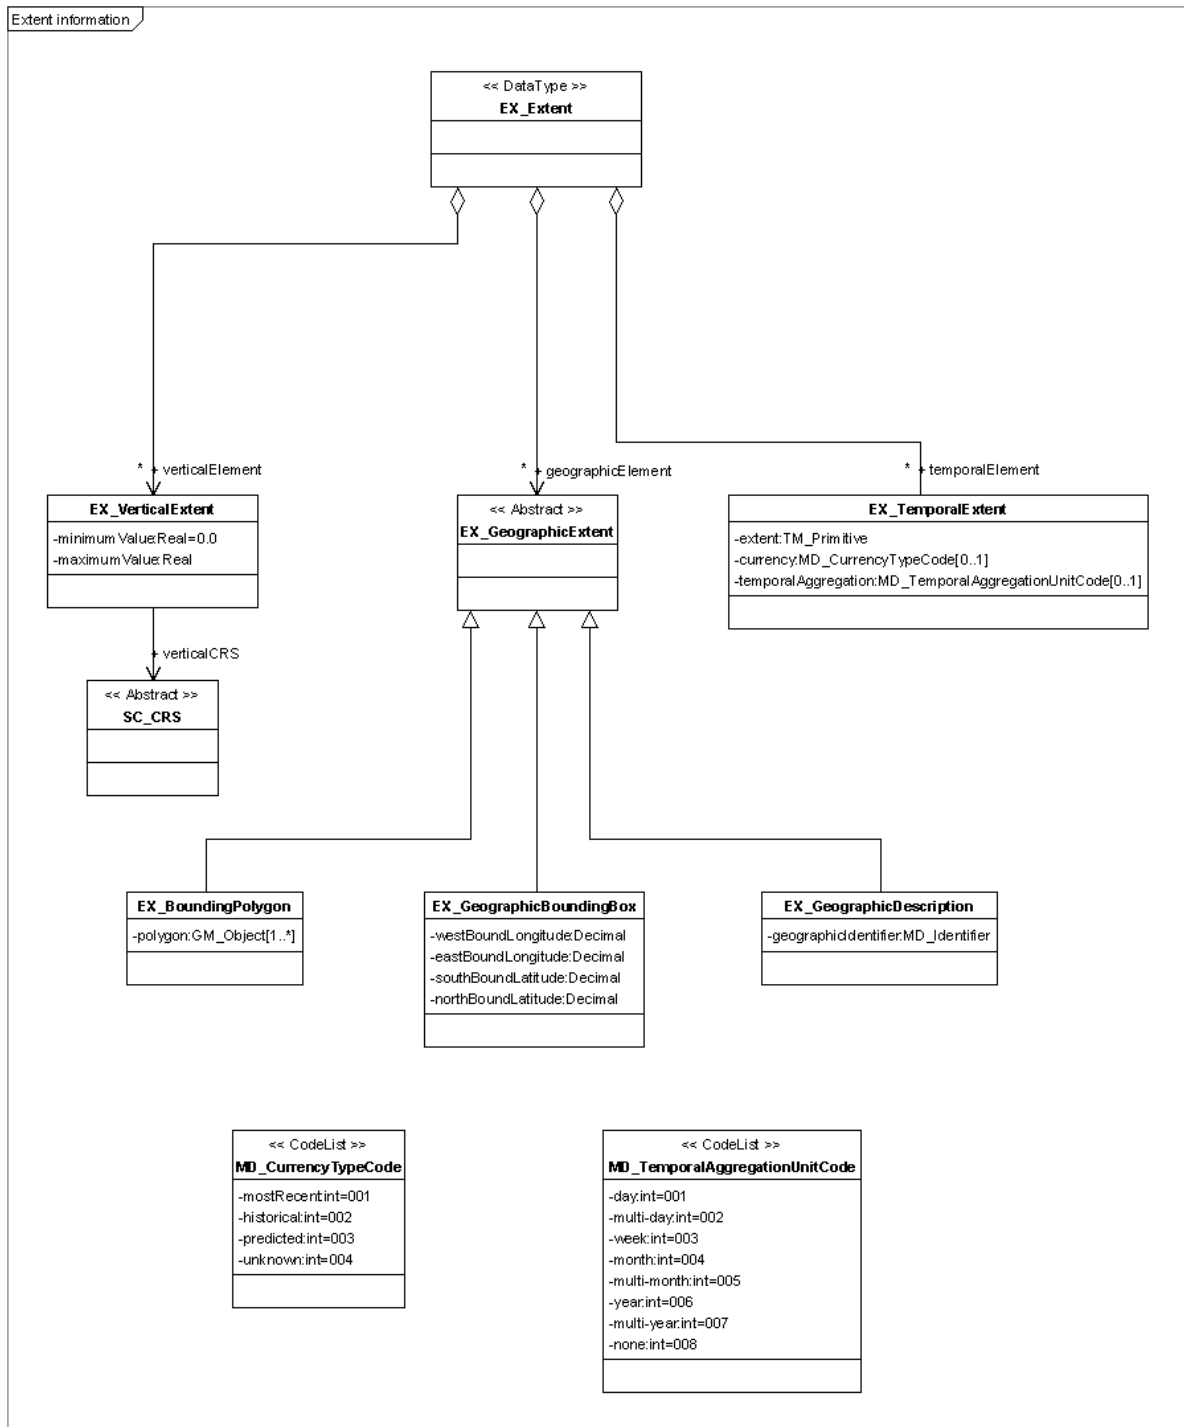 Extent information
<< DataType >>
EX_Extent
* + verticalElement
* + geographicElement
* + temporalElement
EX_VerticalExtent
-minimumValue:Real=0.0
-maximumValue:Real
<< Abstract >>
EX_GeographicExtent
EX_TemporalExtent
-extent:TM_Primitive
-currency:MD_CurrencyTypeCode[0..1]
-temporalAggregation:MD_TemporalAggregationUnitCode[0..1]
+ verticalCRS
<< Abstract >>
SC_CRS
EX_BoundingPolygon
-polygon:GM_Object[1..*]
EX_GeographicBoundingBox
-westBoundLongitude:Decimal
-eastBoundLongitude:Decimal
-southBoundLatitude:Decimal
-northBoundLatitude:Decimal
EX_GeographicDescription
-geographicIdentifier:MD_Identifier
<< CodeList >>
MD_CurrencyTypeCode
-mostRecent:int=001
-historical:int=002
-predicted:int=003
-unknown:int=004
<< CodeList >>
MD_TemporalAggregationUnitCode
-day:int=001
-multi-day:int=002
-week:int=003
-month:int=004
-multi-month:int=005
-year:int=006
-multi-year:int=007
-none:int=008